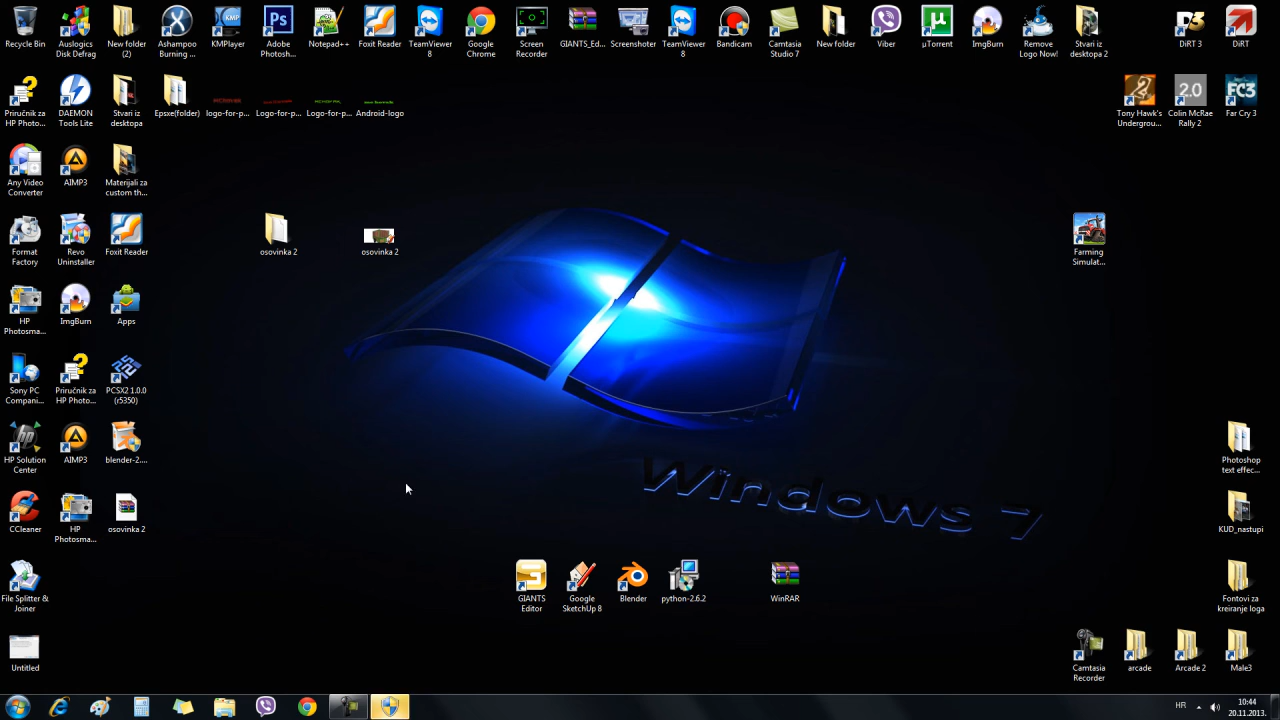 Recycle Bin
Auslogics
Disk Defrag
New folder
(2)
Ashampoo
Burning ...
KMPlayer
Adobe
Photosh...
Notepad++
Foxit Reader
TeamViewer
8
Google
Chrome
Screen
Recorder
GIANTS_Ed...
Screenshoter
TeamViewer
8
Bandicam
Camtasia
Studio 7
New folder
Viber
µTorrent
ImgBurn
Remove
Logo Now!
Stvari iz
desktopa 2
DiRT 3
DiRT
Priručnik za
HP Photo...
DAEMON
Tools Lite
Stvari iz
desktopa
Epsxe(folder)
logo-for-p...
Logo-for-p...
Logo-for-p...
Android-logo
Tony Hawk's
Undergrou...
2.0
Colin McRae
Rally 2
FC3
Far Cry 3
Any Video
Converter
AIMP3
Materijali za
custom th...
Format
Factory
Revo
Uninstaller
Foxit Reader
osovinka 2
osovinka 2
Farming
Simulat...
HP
Photosma...
ImgBurn
Apps
Sony PC
Compani...
Priručnik za
HP Photo...
PCSX2 1.0.0
(r5350)
HP Solution
Center
AIMP3
blender-2....
Photoshop
text effec...
Windows 7
CCleaner
HP
Photosma...
osovinka 2
KUD_nastupi
File Splitter &
Joiner
GIANTS
Editor
Google
SketchUp 8
Blender
python-2.6.2
WinRAR
Fontovi za
kreiranje loga
Untitled
Camtasia
Recorder
arcade
Arcade 2
Male3
HR
10:44
20.11.2013.